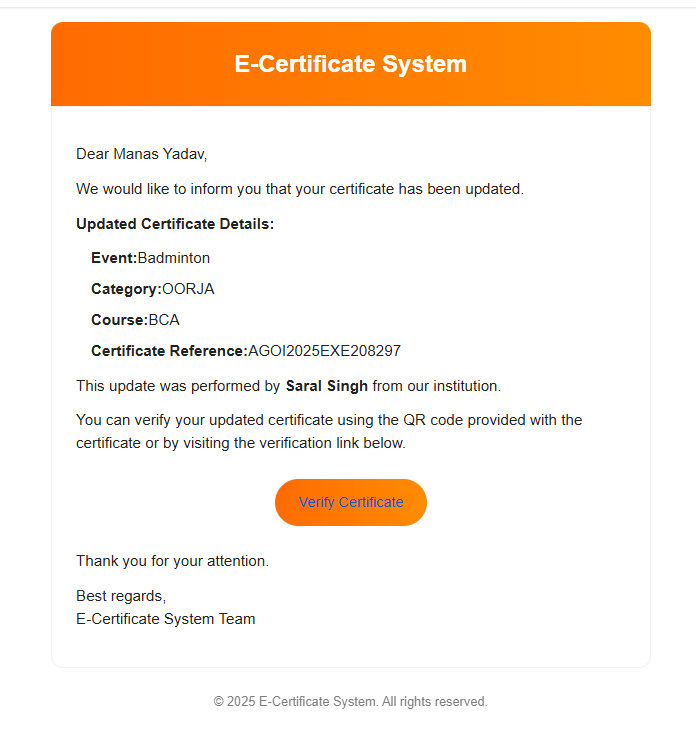 E-Certificate System
Dear Manas Yadav,
We would like to inform you that your certificate has been updated.
Updated Certificate Details:
Event:Badminton
Category:OORJA
Course:BCA
Certificate Reference:AGOI2025EXE208297
This update was performed by Saral Singh from our institution.
You can verify your updated certificate using the QR code provided with the
certificate or by visiting the verification link below.
Verify Certificate
Thank you for your attention.
Best regards,
E-Certificate System Team
© 2025 E-Certificate System. All rights reserved.